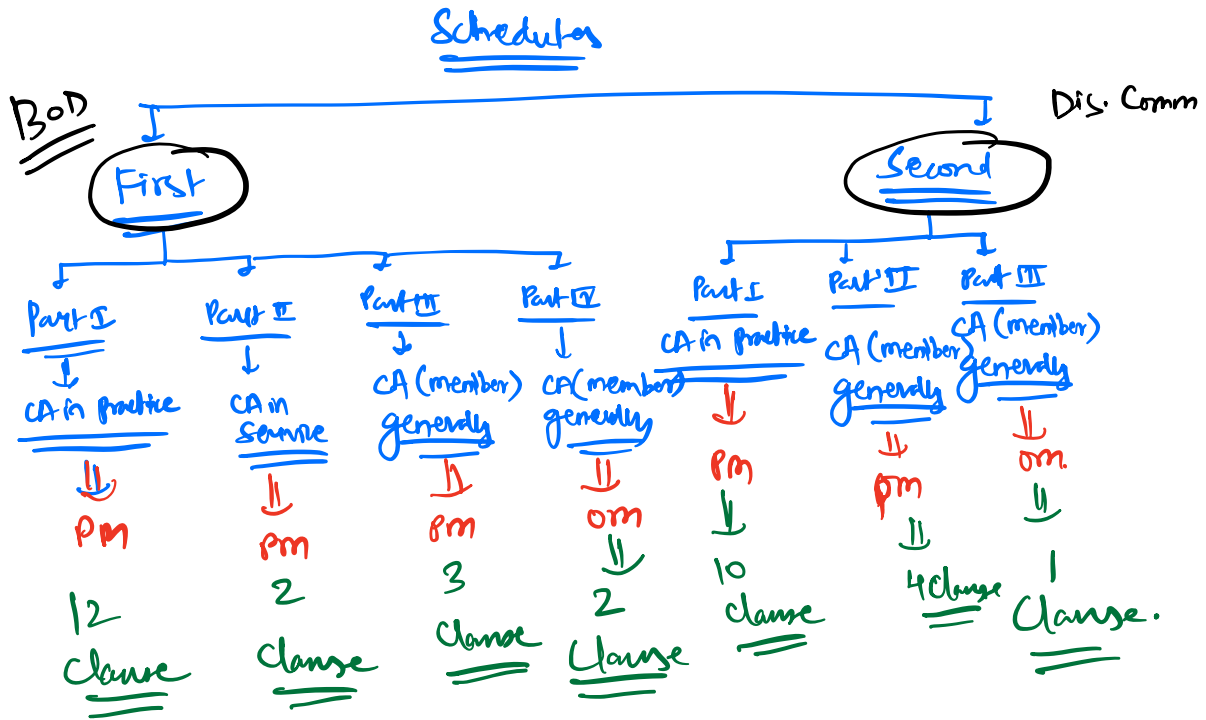 Schedules
BOD
Dis. Comm
First
Second
Part I
Part II
Part III
Part IV
Part I
Part II
Part III
CA in practice
CA in
service
CA (member)
generally
CA (member)
generally
CA in practice
CA (member)
generally
CA (member)
generally
PM
PM
PM
OM
PM
PM
OM.
12
Clause
2
Clause
3
Clause
2
Clause
10
Clause
4 Clause
1
Clause.